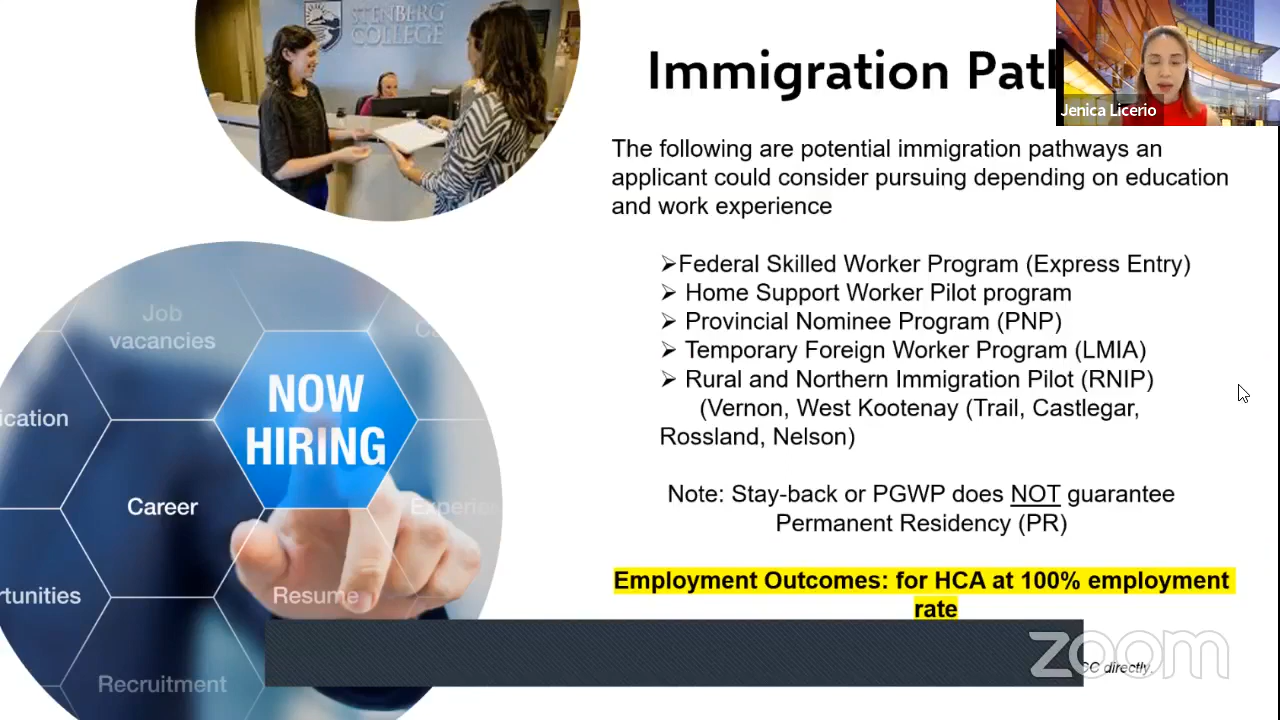 STENBERG
COLLEGE
Immigration
Jenica Licerio
The following are potential immigration pathways an
applicant could consider pursuing depending on education
and work experience
➢Federal Skilled Worker Program (Express Entry)
➢ Home Support Worker Pilot program
➢ Provincial Nominee Program (PNP)
➢ Temporary Foreign Worker Program (LMIA)
➢ Rural and Northern Immigration Pilot (RNIP)
(Vernon, West Kootenay (Trail, Castlegar,
Rossland, Nelson)
Note: Stay-back or PGWP does NOT guarantee
Permanent Residency (PR)
Employment Outcomes: for HCA at 100% employment
rate
directly.
zoom
Job
vacancies
NOW
HIRING
Career
Resume
Recruitment